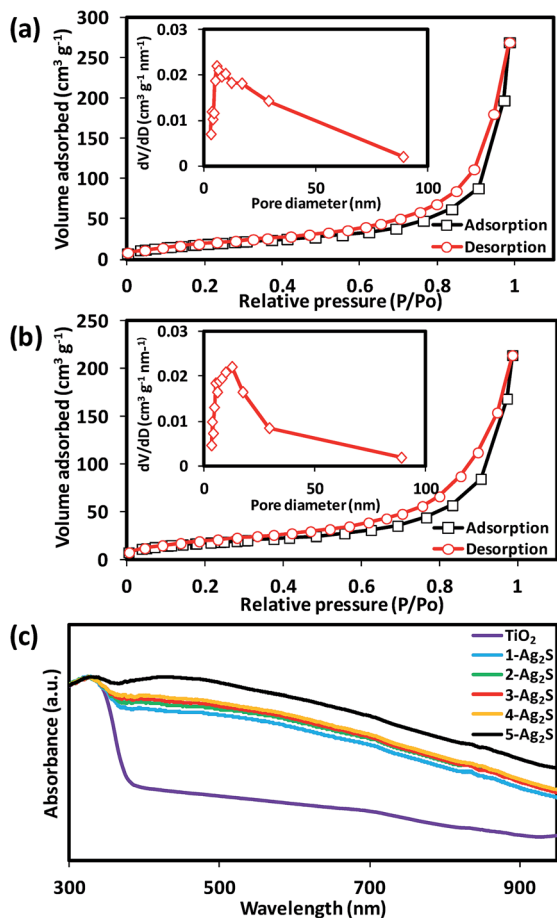 (a)
300
250
200
150
100
50
0
Volume adsorbed (cm³ g⁻¹)
0.03
0.02
0.01
0
dV/dD (cm³ g⁻¹ nm⁻¹)
0 50 100
Pore diameter (nm)
Adsorption
Desorption
0 0.2 0.4 0.6 0.8 1
Relative pressure (P/Po)
(b)
250
200
150
100
50
0
Volume adsorbed (cm³ g⁻¹)
0.03
0.02
0.01
0
dV/dD (cm³ g⁻¹ nm⁻¹)
0 50 100
Pore diameter (nm)
Adsorption
Desorption
0 0.2 0.4 0.6 0.8 1
Relative pressure (P/Po)
(c)
Absorbance (a.u.)
TiO₂
1-Ag₂S
2-Ag₂S
3-Ag₂S
4-Ag₂S
5-Ag₂S
300 500 700 900
Wavelength (nm)